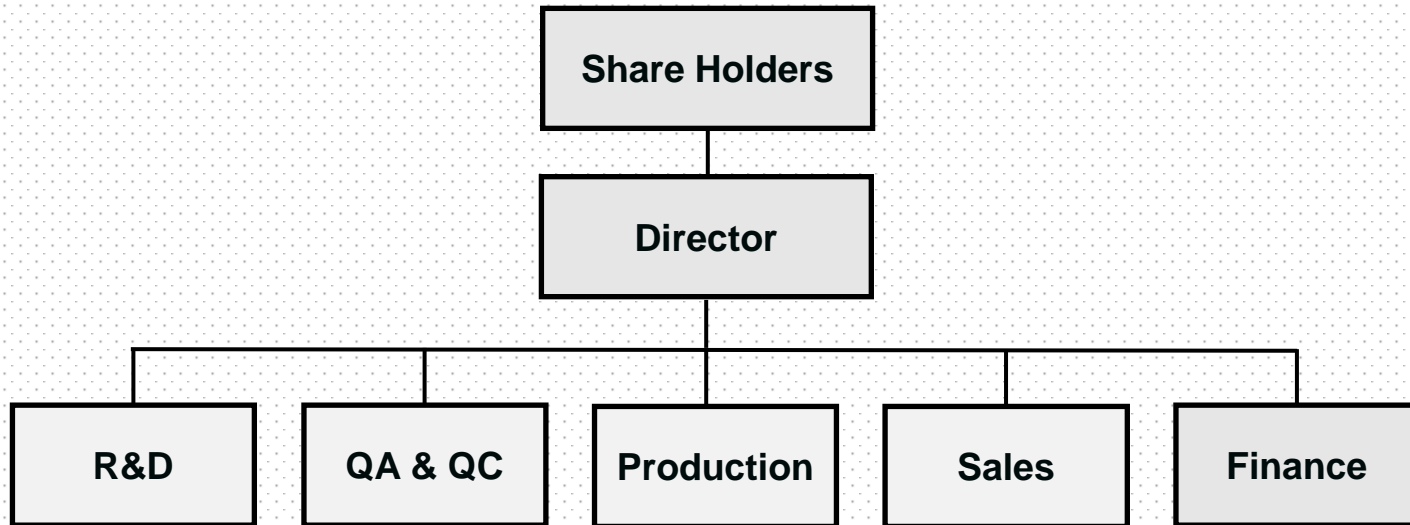 Share Holders
Director
R&D
QA & QC
Production
Sales
Finance